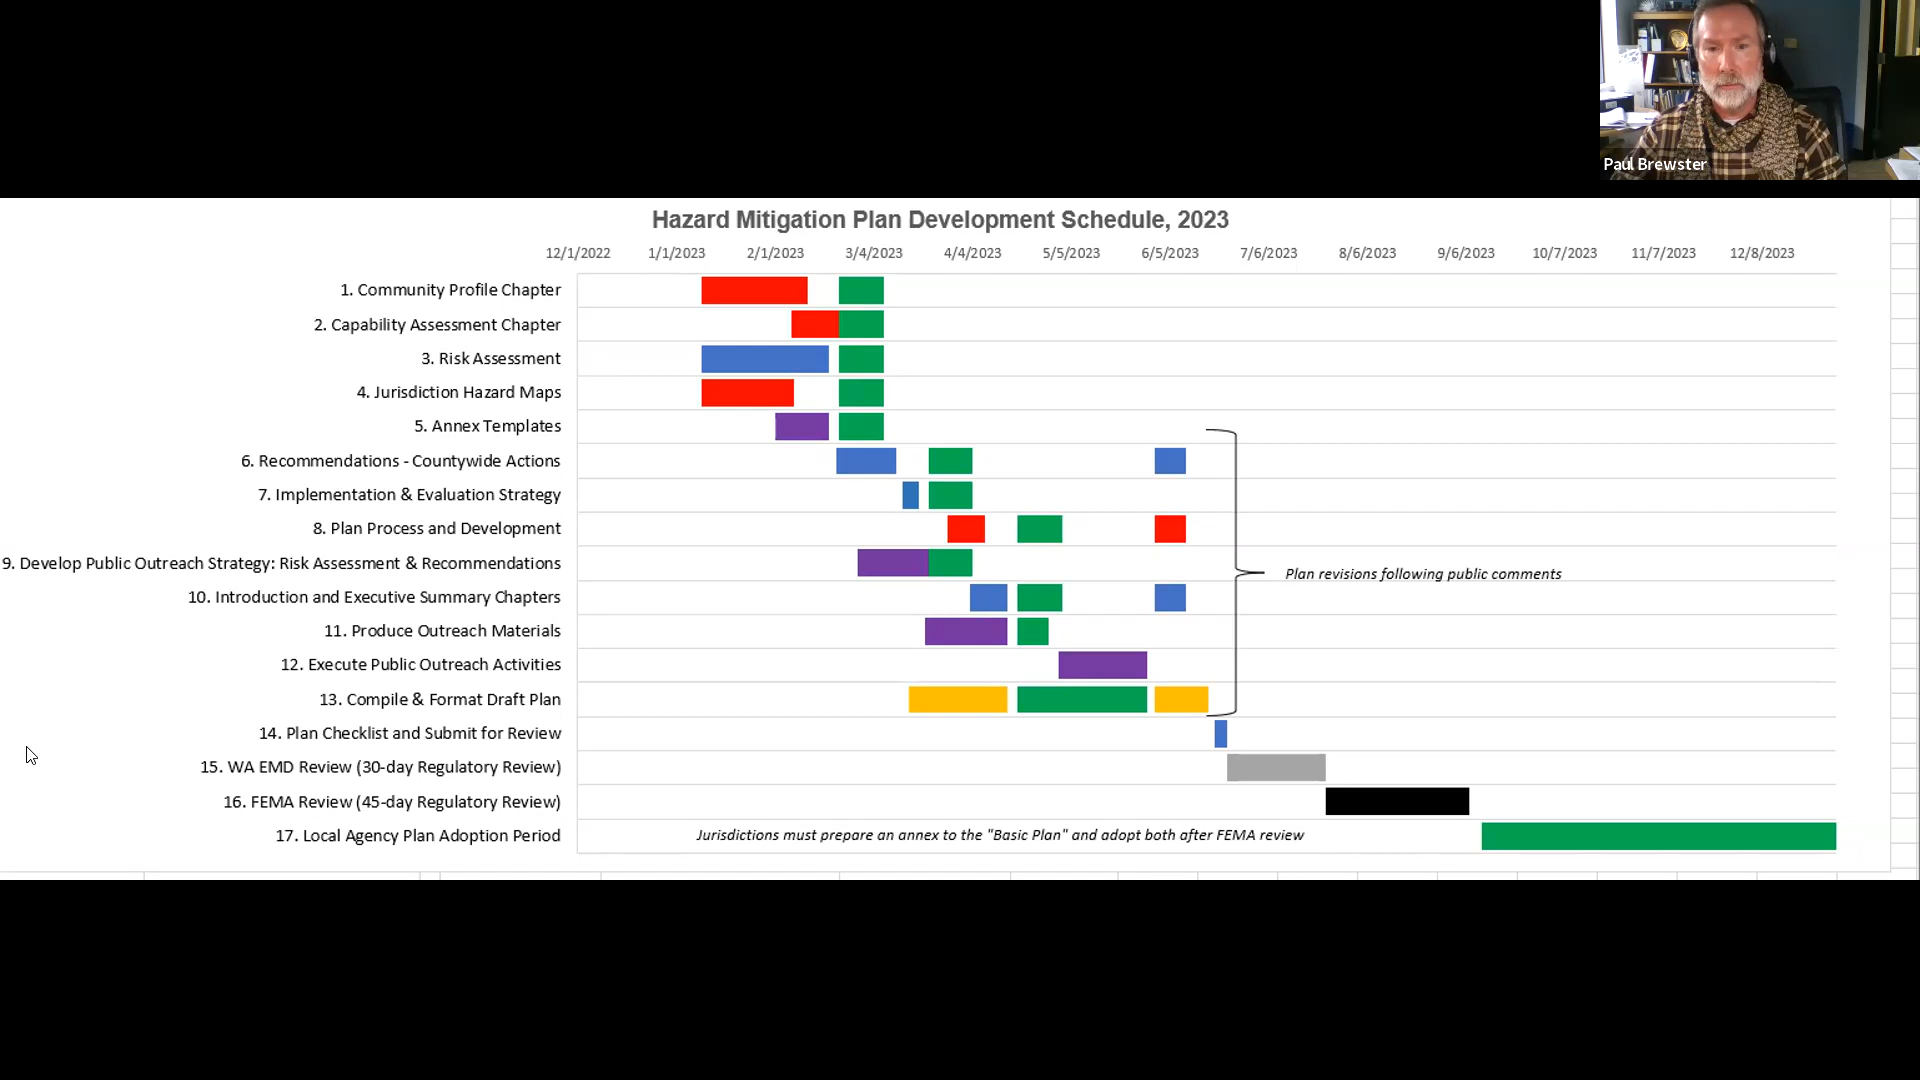 Paul Brewster
Hazard Mitigation Plan Development Schedule, 2023
12/1/2022 1/1/2023 2/1/2023 3/4/2023 4/4/2023 5/5/2023 6/5/2023 7/6/2023 8/6/2023 9/6/2023 10/7/2023 11/7/2023 12/8/2023
1. Community Profile Chapter
2. Capability Assessment Chapter
3. Risk Assessment
4. Jurisdiction Hazard Maps
5. Annex Templates
6. Recommendations - Countywide Actions
7. Implementation & Evaluation Strategy
8. Plan Process and Development
9. Develop Public Outreach Strategy: Risk Assessment & Recommendations
Plan revisions following public comments
10. Introduction and Executive Summary Chapters
11. Produce Outreach Materials
12. Execute Public Outreach Activities
13. Compile & Format Draft Plan
14. Plan Checklist and Submit for Review
15. WA EMD Review (30-day Regulatory Review)
16. FEMA Review (45-day Regulatory Review)
17. Local Agency Plan Adoption Period
Jurisdictions must prepare an annex to the "Basic Plan" and adopt both after FEMA review